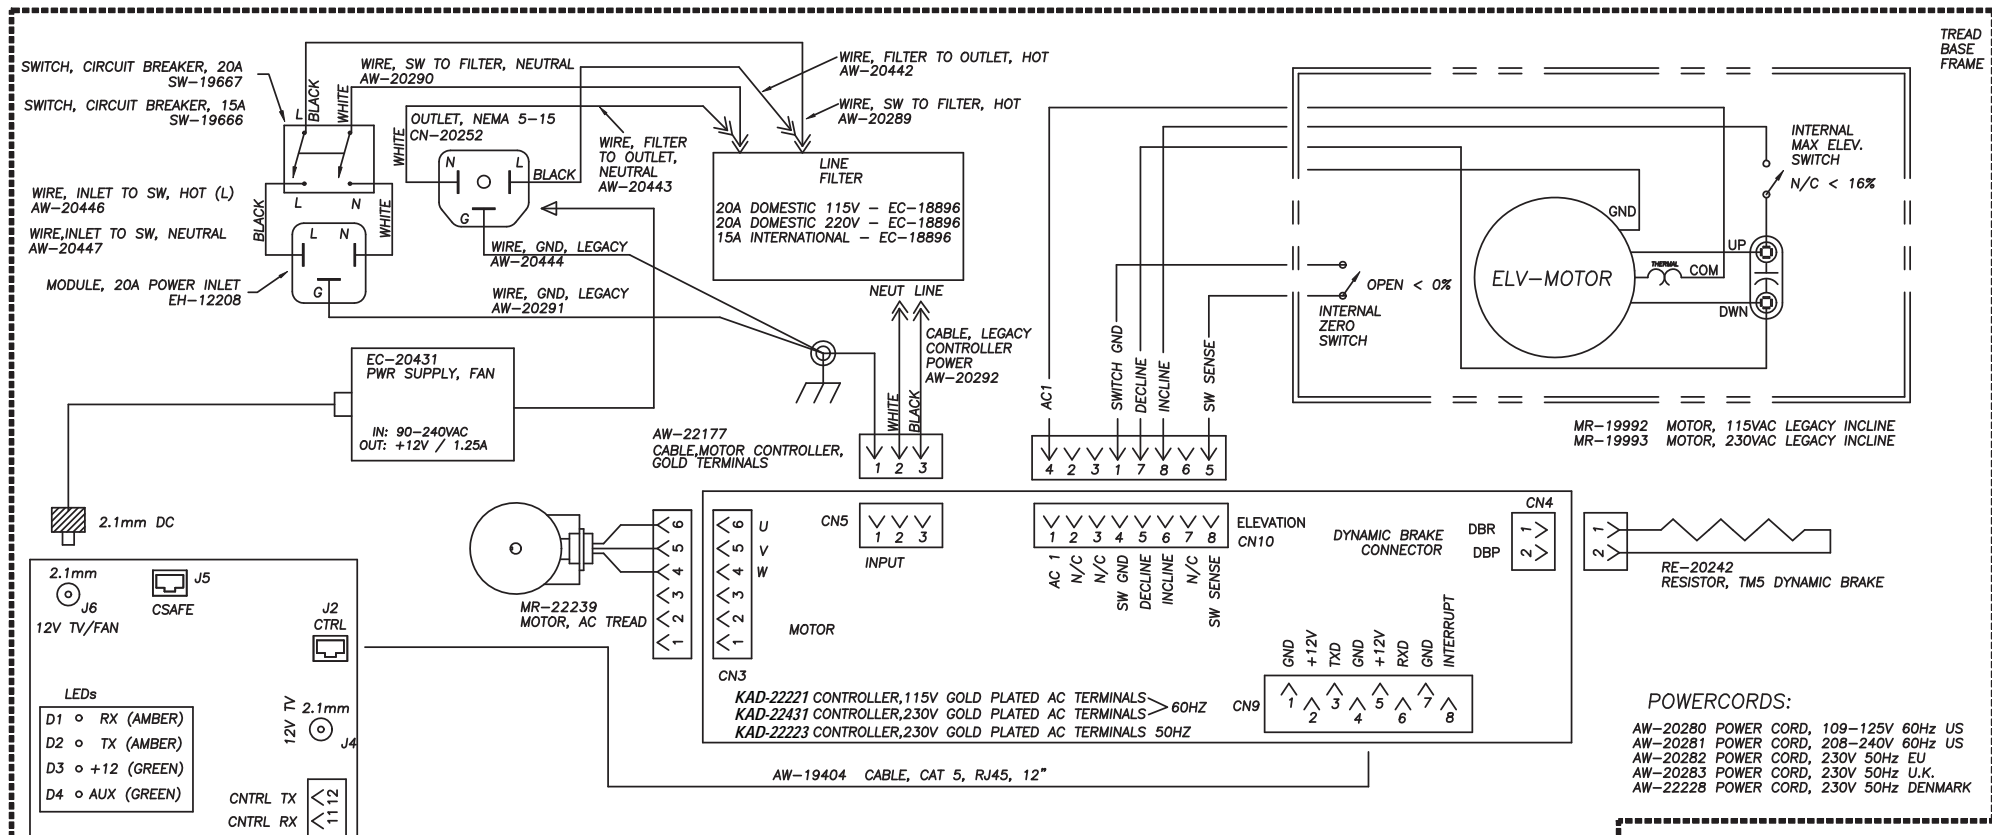 TREAD
BASE
FRAME
SWITCH, CIRCUIT BREAKER, 20A
SW-19667
SWITCH, CIRCUIT BREAKER, 15A
SW-19666
L
BLACK
WHITE
WIRE, SW TO FILTER, NEUTRAL
AW-20290
WIRE, FILTER TO OUTLET, HOT
AW-20442
WIRE, SW TO FILTER, HOT
AW-20289
OUTLET, NEMA 5-15
CN-20252
WHITE
N
L
G
BLACK
WIRE, FILTER
TO OUTLET,
NEUTRAL
AW-20443
LINE
FILTER
20A DOMESTIC 115V - EC-18896
20A DOMESTIC 220V - EC-18896
15A INTERNATIONAL - EC-18896
NEUT LINE
WIRE, INLET TO SW, HOT (L)
AW-20446
WIRE,INLET TO SW, NEUTRAL
AW-20447
BLACK
L
N
WHITE
L
N
G
MODULE, 20A POWER INLET
EH-12208
WIRE, GND, LEGACY
AW-20444
WIRE, GND, LEGACY
AW-20291
CABLE, LEGACY
CONTROLLER
POWER
AW-20292
WHITE
BLACK
EC-20431
PWR SUPPLY, FAN
IN: 90-240VAC
OUT: +12V / 1.25A
AW-22177
CABLE,MOTOR CONTROLLER,
GOLD TERMINALS
1 2 3
AC1
SWITCH GND
DECLINE
INCLINE
SW SENSE
4 2 3 1 7 8 6 5
INTERNAL
MAX ELEV.
SWITCH
N/C < 16%
GND
UP
ELV-MOTOR
THERMAL
COM
DWN
OPEN < 0%
INTERNAL
ZERO
SWITCH
MR-19992 MOTOR, 115VAC LEGACY INCLINE
MR-19993 MOTOR, 230VAC LEGACY INCLINE
2.1mm DC
MR-22239
MOTOR, AC TREAD
6
5
4
3
2
1
6 U
5 V
4 W
3
2
1
MOTOR
CN3
CN5
1 2 3
INPUT
1 2 3 4 5 6 7 8
ELEVATION
CN10
AC 1
N/C
N/C
SW GND
DECLINE
INCLINE
N/C
SW SENSE
DYNAMIC BRAKE
CONNECTOR
CN4
DBR 1
DBP 2
1
2
RE-20242
RESISTOR, TM5 DYNAMIC BRAKE
GND
+12V
TXD
GND
+12V
RXD
GND
INTERRUPT
CN9
1 2 3 4 5 6 7 8
KAD-22221 CONTROLLER,115V GOLD PLATED AC TERMINALS
KAD-22431 CONTROLLER,230V GOLD PLATED AC TERMINALS
60HZ
KAD-22223 CONTROLLER,230V GOLD PLATED AC TERMINALS 50HZ
AW-19404 CABLE, CAT 5, RJ45, 12"
2.1mm
J6
12V TV/FAN
J5
CSAFE
J2
CTRL
LEDs
D1 RX (AMBER)
D2 TX (AMBER)
D3 +12 (GREEN)
D4 AUX (GREEN)
12V TV
2.1mm
J4
CNTRL TX 12
CNTRL RX 11
POWERCORDS:
AW-20280 POWER CORD, 109-125V 60Hz US
AW-20281 POWER CORD, 208-240V 60Hz US
AW-20282 POWER CORD, 230V 50Hz EU
AW-20283 POWER CORD, 230V 50Hz U.K.
AW-22228 POWER CORD, 230V 50Hz DENMARK